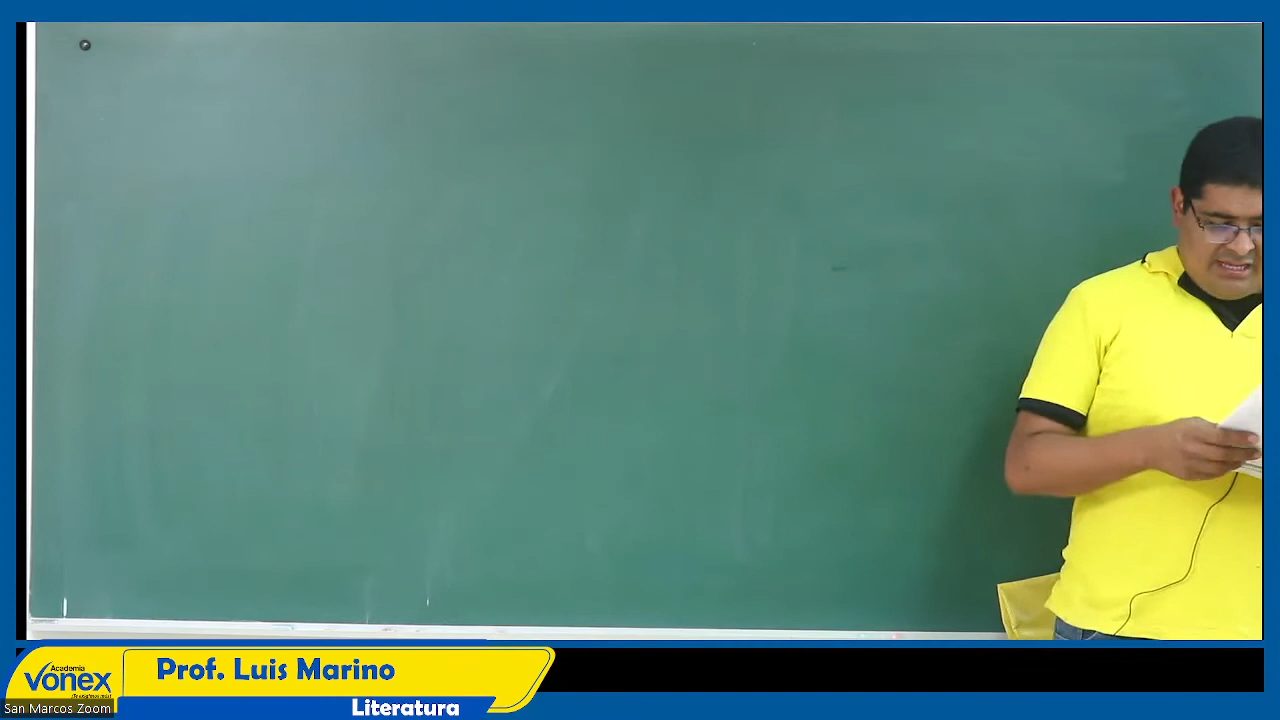 Prof. Luis Marino
Academia
vonex
San Marcos Zoom
Literatura